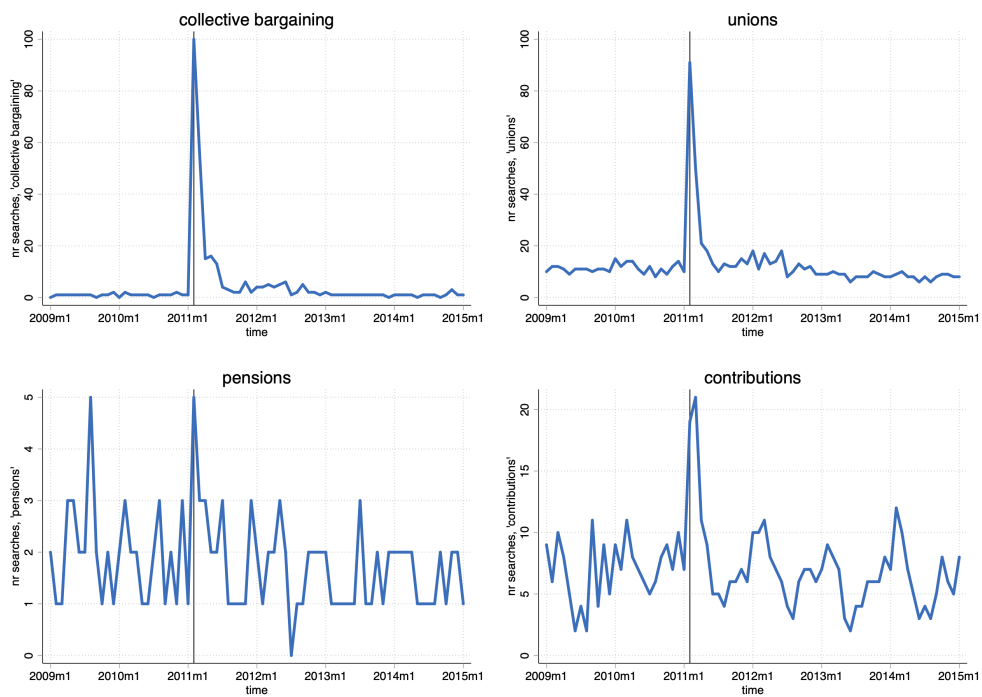 collective bargaining
nr searches, 'collective bargaining'
100
80
60
40
20
0
2009m1 2010m1 2011m1 2012m1 2013m1 2014m1 2015m1
time
unions
nr searches, 'unions'
100
80
60
40
20
0
2009m1 2010m1 2011m1 2012m1 2013m1 2014m1 2015m1
time
pensions
nr searches, 'pensions'
5
4
3
2
1
0
2009m1 2010m1 2011m1 2012m1 2013m1 2014m1 2015m1
time
contributions
nr searches, 'contributions'
20
15
10
5
0
2009m1 2010m1 2011m1 2012m1 2013m1 2014m1 2015m1
time